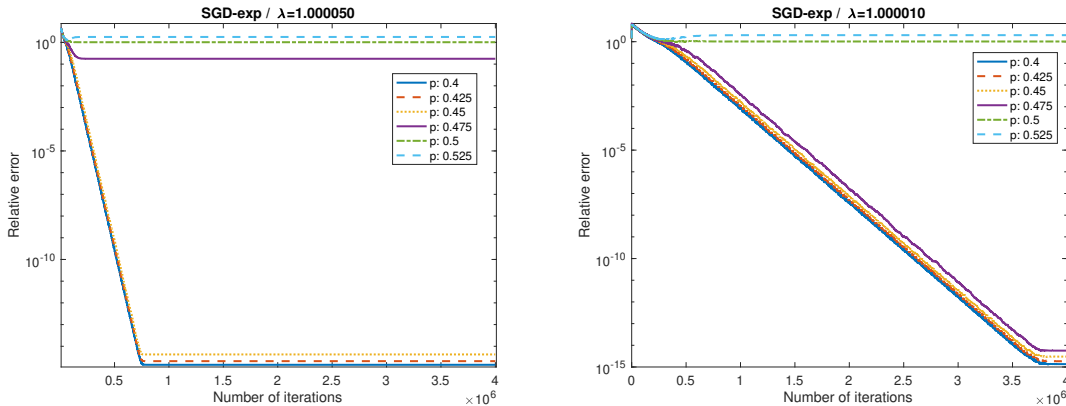 SGD-exp / λ=1.000050
10^0
10^-5
10^-10
Relative error
p: 0.4
p: 0.425
p: 0.45
p: 0.475
p: 0.5
p: 0.525
0.5 1 1.5 2 2.5 3 3.5 4
Number of iterations
×10^6
SGD-exp / λ=1.000010
10^0
10^-5
10^-10
10^-15
Relative error
p: 0.4
p: 0.425
p: 0.45
p: 0.475
p: 0.5
p: 0.525
0 0.5 1 1.5 2 2.5 3 3.5 4
Number of iterations
×10^6